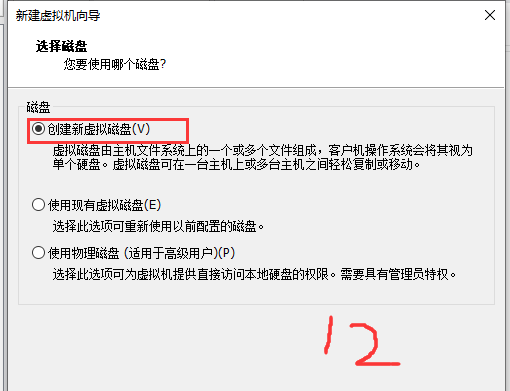 新建虚拟机向导
选择磁盘
您要使用哪个磁盘?
磁盘
创建新虚拟磁盘(V)
虚拟磁盘由主机文件系统上的一个或多个文件组成，客户机操作系统会将其视为
单个硬盘。虚拟磁盘可在一台主机上或多台主机之间轻松复制或移动。
使用现有虚拟磁盘(E)
选择此选项可重新使用以前配置的磁盘。
使用物理磁盘 (适用于高级用户)(P)
选择此选项可为虚拟机提供直接访问本地硬盘的权限。需要具有管理员特权。
12